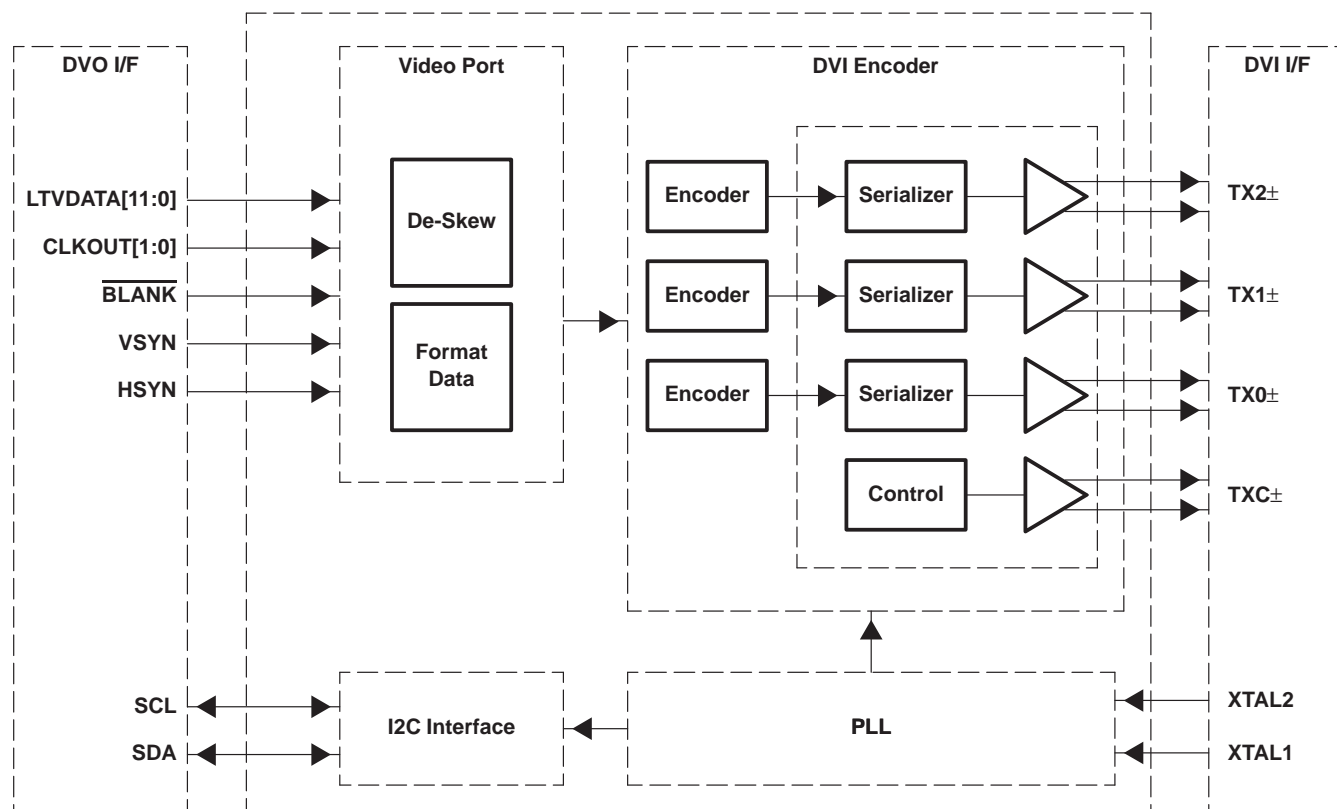 DVO I/F
Video Port
DVI Encoder
DVI I/F
LTVDATA[11:0]
CLKOUT[1:0]
BLANK
VSYN
HSYN
De-Skew
Format
Data
Encoder
Serializer
TX2±
Encoder
Serializer
TX1±
Encoder
Serializer
TX0±
Control
TXC±
SCL
SDA
I2C Interface
PLL
XTAL2
XTAL1